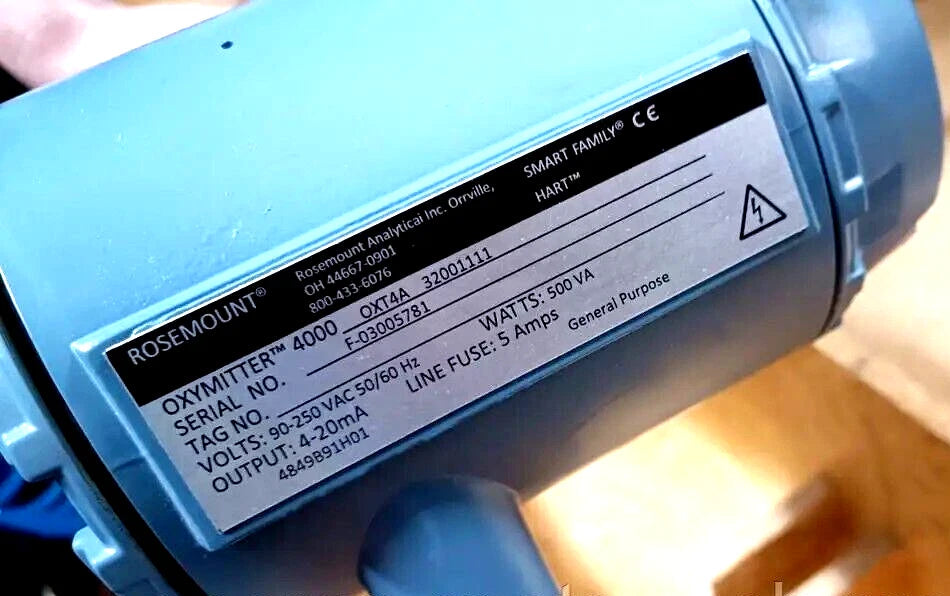 ROSEMOUNT®
Rosemount Analytical Inc. Orrville,
OH 44667-0901
800-433-6076
SMART FAMILY® CE
HART™
OXYMITTER™ 4000 OXT4A 32001111
SERIAL NO. F-03005781
TAG NO.
VOLTS: 90-250 VAC 50/60 Hz WATTS: 500 VA
OUTPUT: 4-20mA LINE FUSE: 5 Amps
4849B91H01 General Purpose